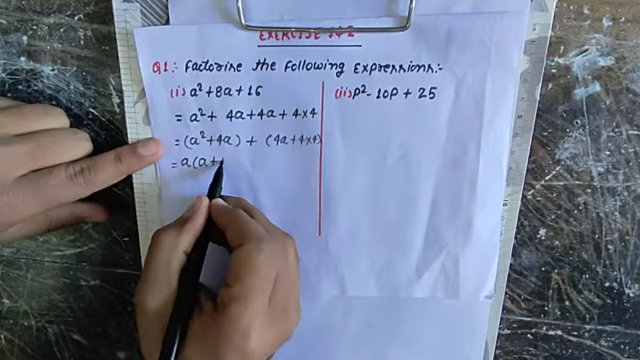 Q1.:- Factorise the following Expressions:-
(i) a² + 8a + 16
= a² + 4a + 4a + 4×4
= (a² + 4a) + (4a + 4×4)
= a(a+
(ii) P² - 10P + 25